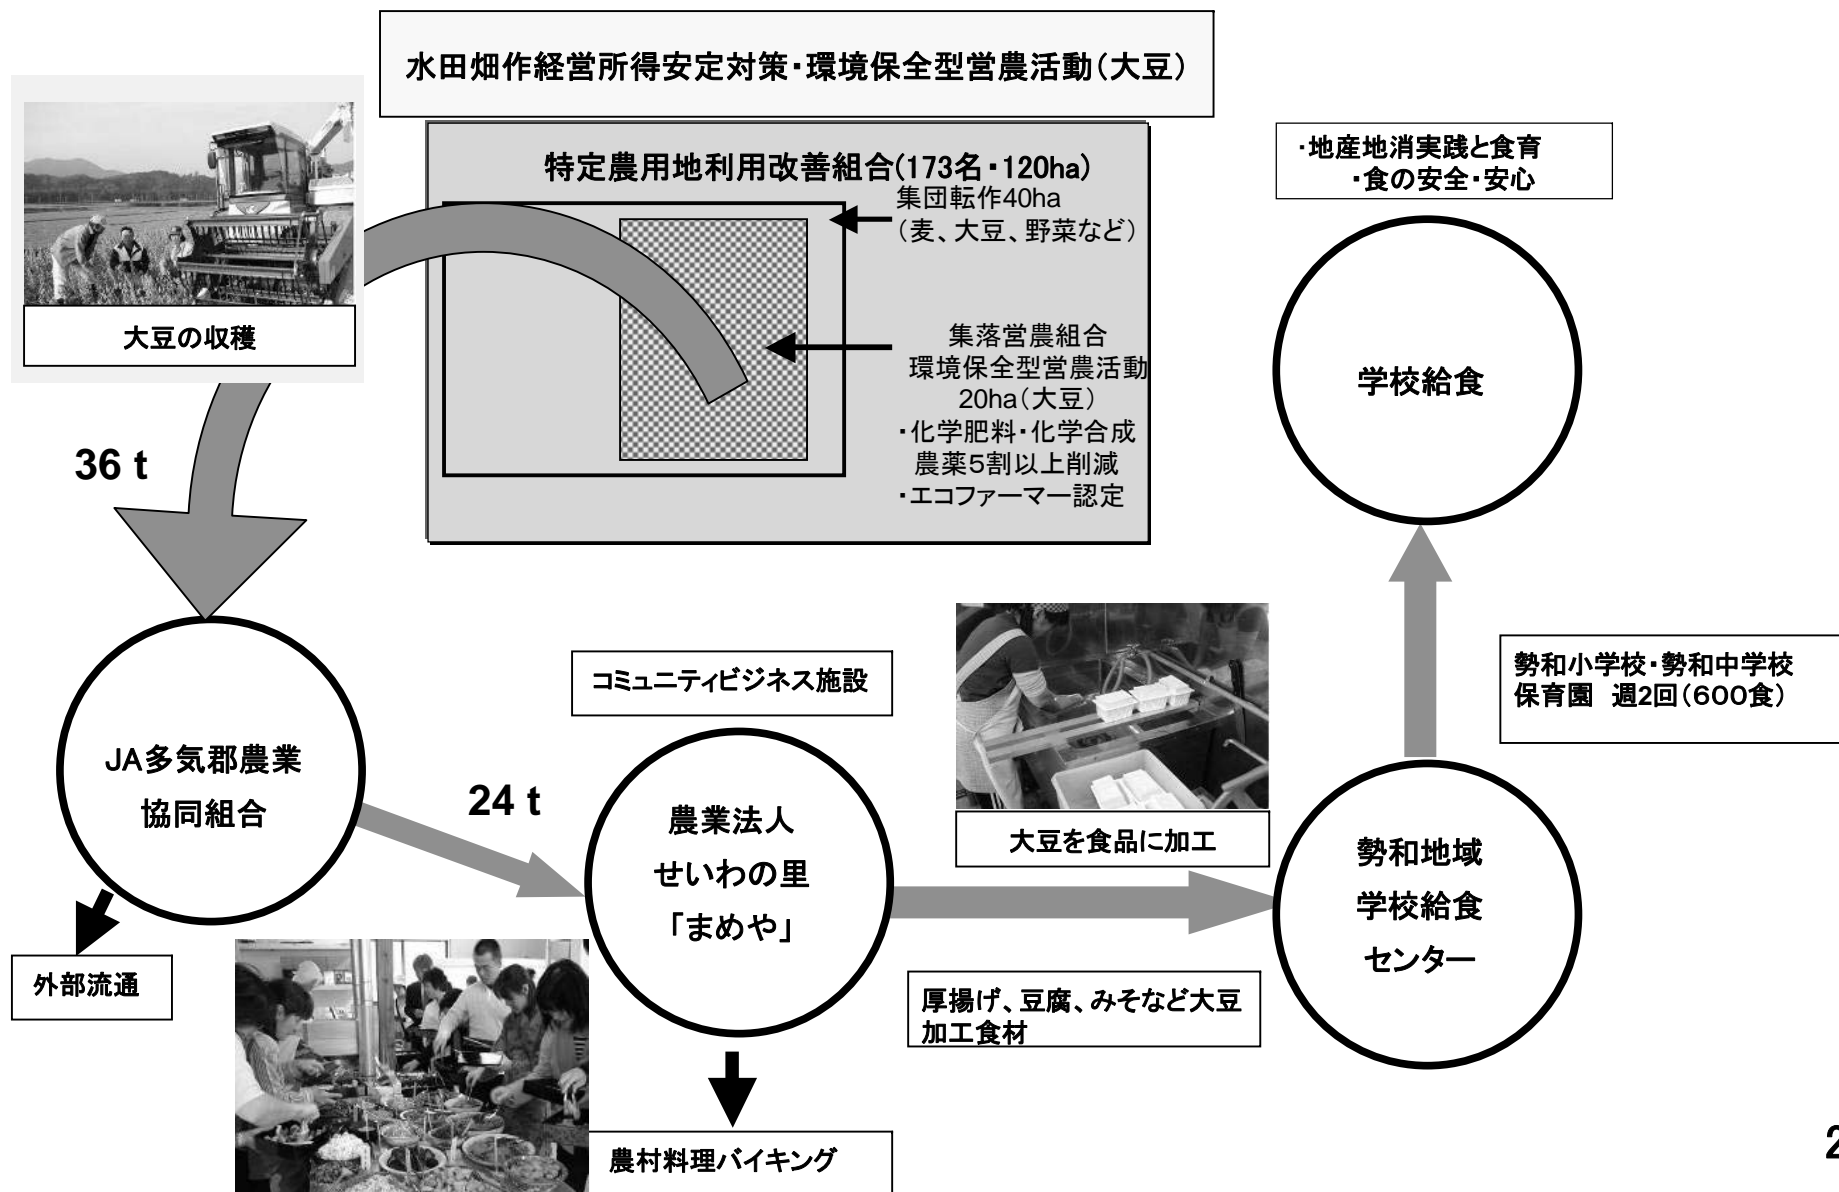 水田畑作経営所得安定対策・環境保全型営農活動（大豆）
特定農用地利用改善組合(173名・120ha)
集団転作40ha
（麦、大豆、野菜など）
集落営農組合
環境保全型営農活動
20ha（大豆）
・化学肥料・化学合成
農薬5割以上削減
・エコファーマー認定
大豆の収穫
36 t
JA多気郡農業
協同組合
外部流通
24 t
コミュニティビジネス施設
農業法人
せいわの里
「まめや」
農村料理バイキング
大豆を食品に加工
厚揚げ、豆腐、みそなど大豆
加工食材
勢和地域
学校給食
センター
勢和小学校・勢和中学校
保育園　週2回（600食）
学校給食
・地産地消実践と食育
・食の安全・安心
2